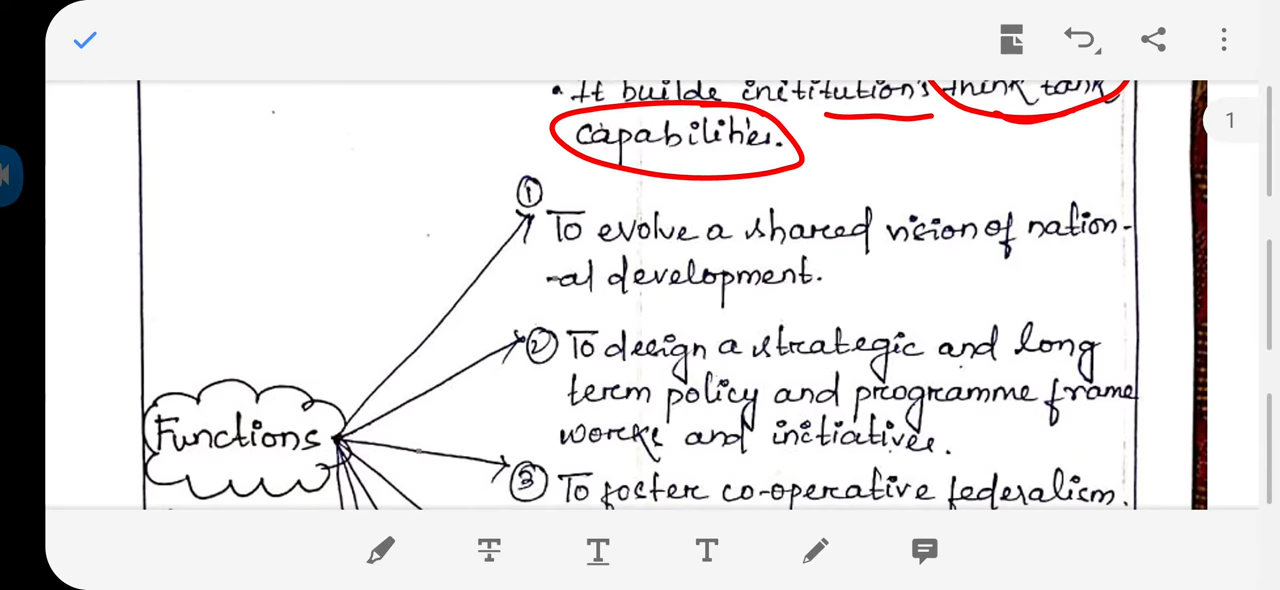 • It builds institution's think tank
capabilities.
1
①
To evolve a shared vision of nation-
-al development.
② To design a strategic and long
term policy and programme frame
works and initiatives.
Functions
③ To foster co-operative federalism.